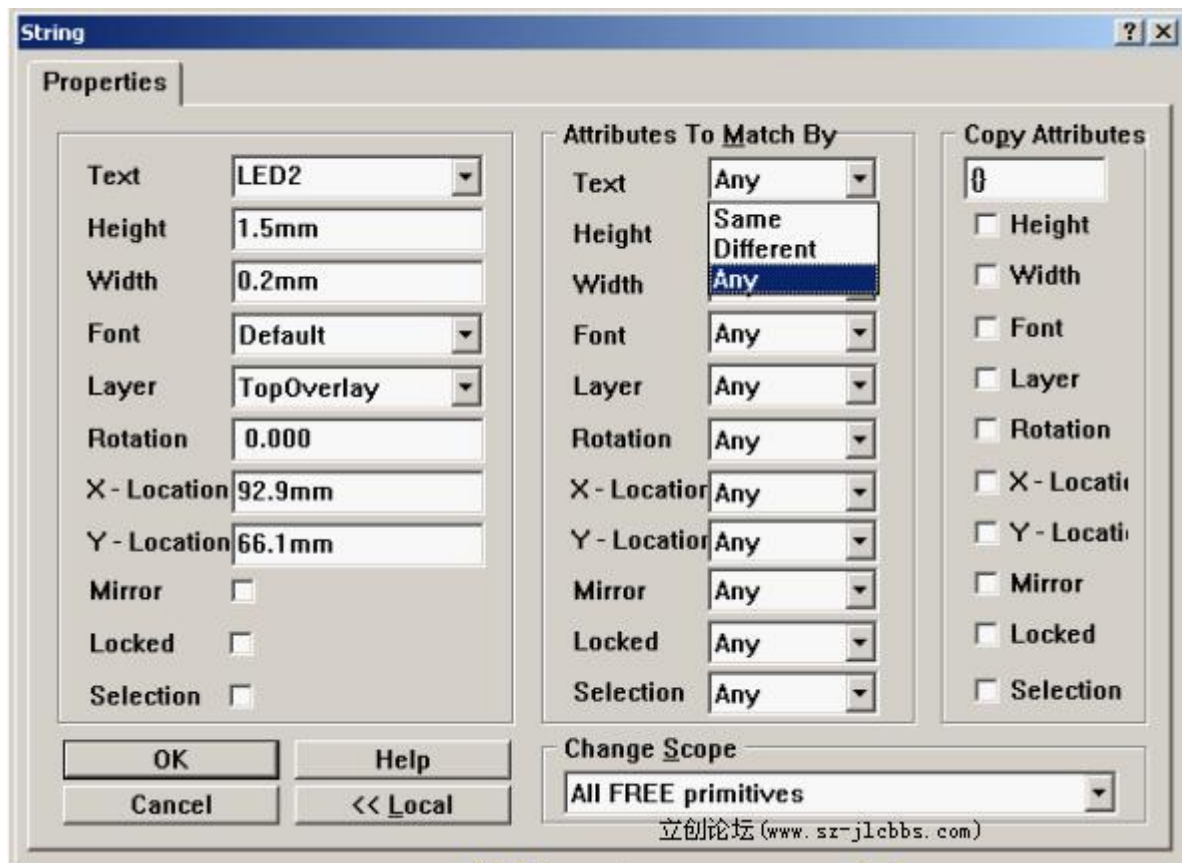 String
Properties
Text LED2
Height 1.5mm
Width 0.2mm
Font Default
Layer TopOverlay
Rotation 0.000
X - Location 92.9mm
Y - Location 66.1mm
Mirror
Locked
Selection
OK Help
Cancel << Local
Attributes To Match By
Text Any
Same
Different
Any
Height
Width
Font Any
Layer Any
Rotation Any
X - Location Any
Y - Location Any
Mirror Any
Locked Any
Selection Any
Copy Attributes
{}
Height
Width
Font
Layer
Rotation
X - Locati
Y - Locati
Mirror
Locked
Selection
Change Scope
All FREE primitives
立创论坛(www.sz-jlcbbs.com)